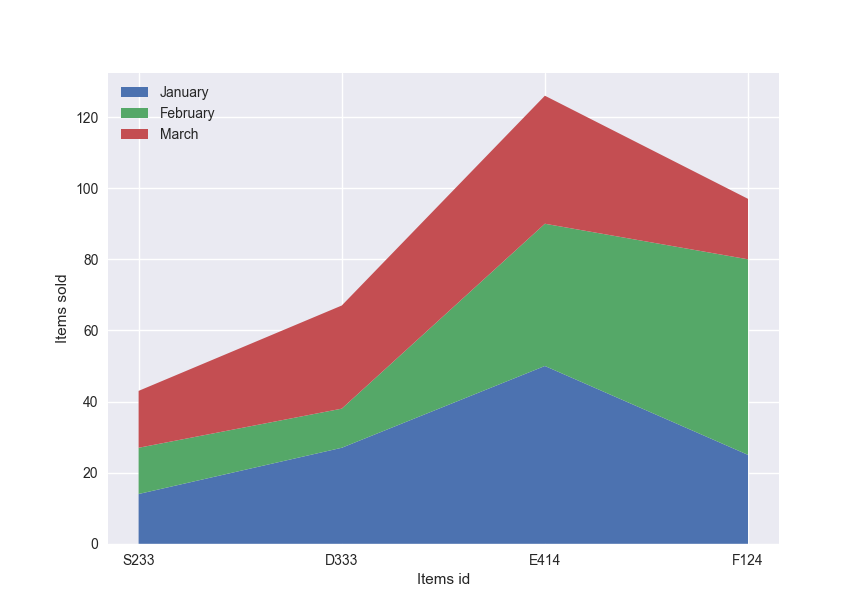 January
February
March
120
100
80
60
40
20
0
Items sold
S233 D333 E414 F124
Items id